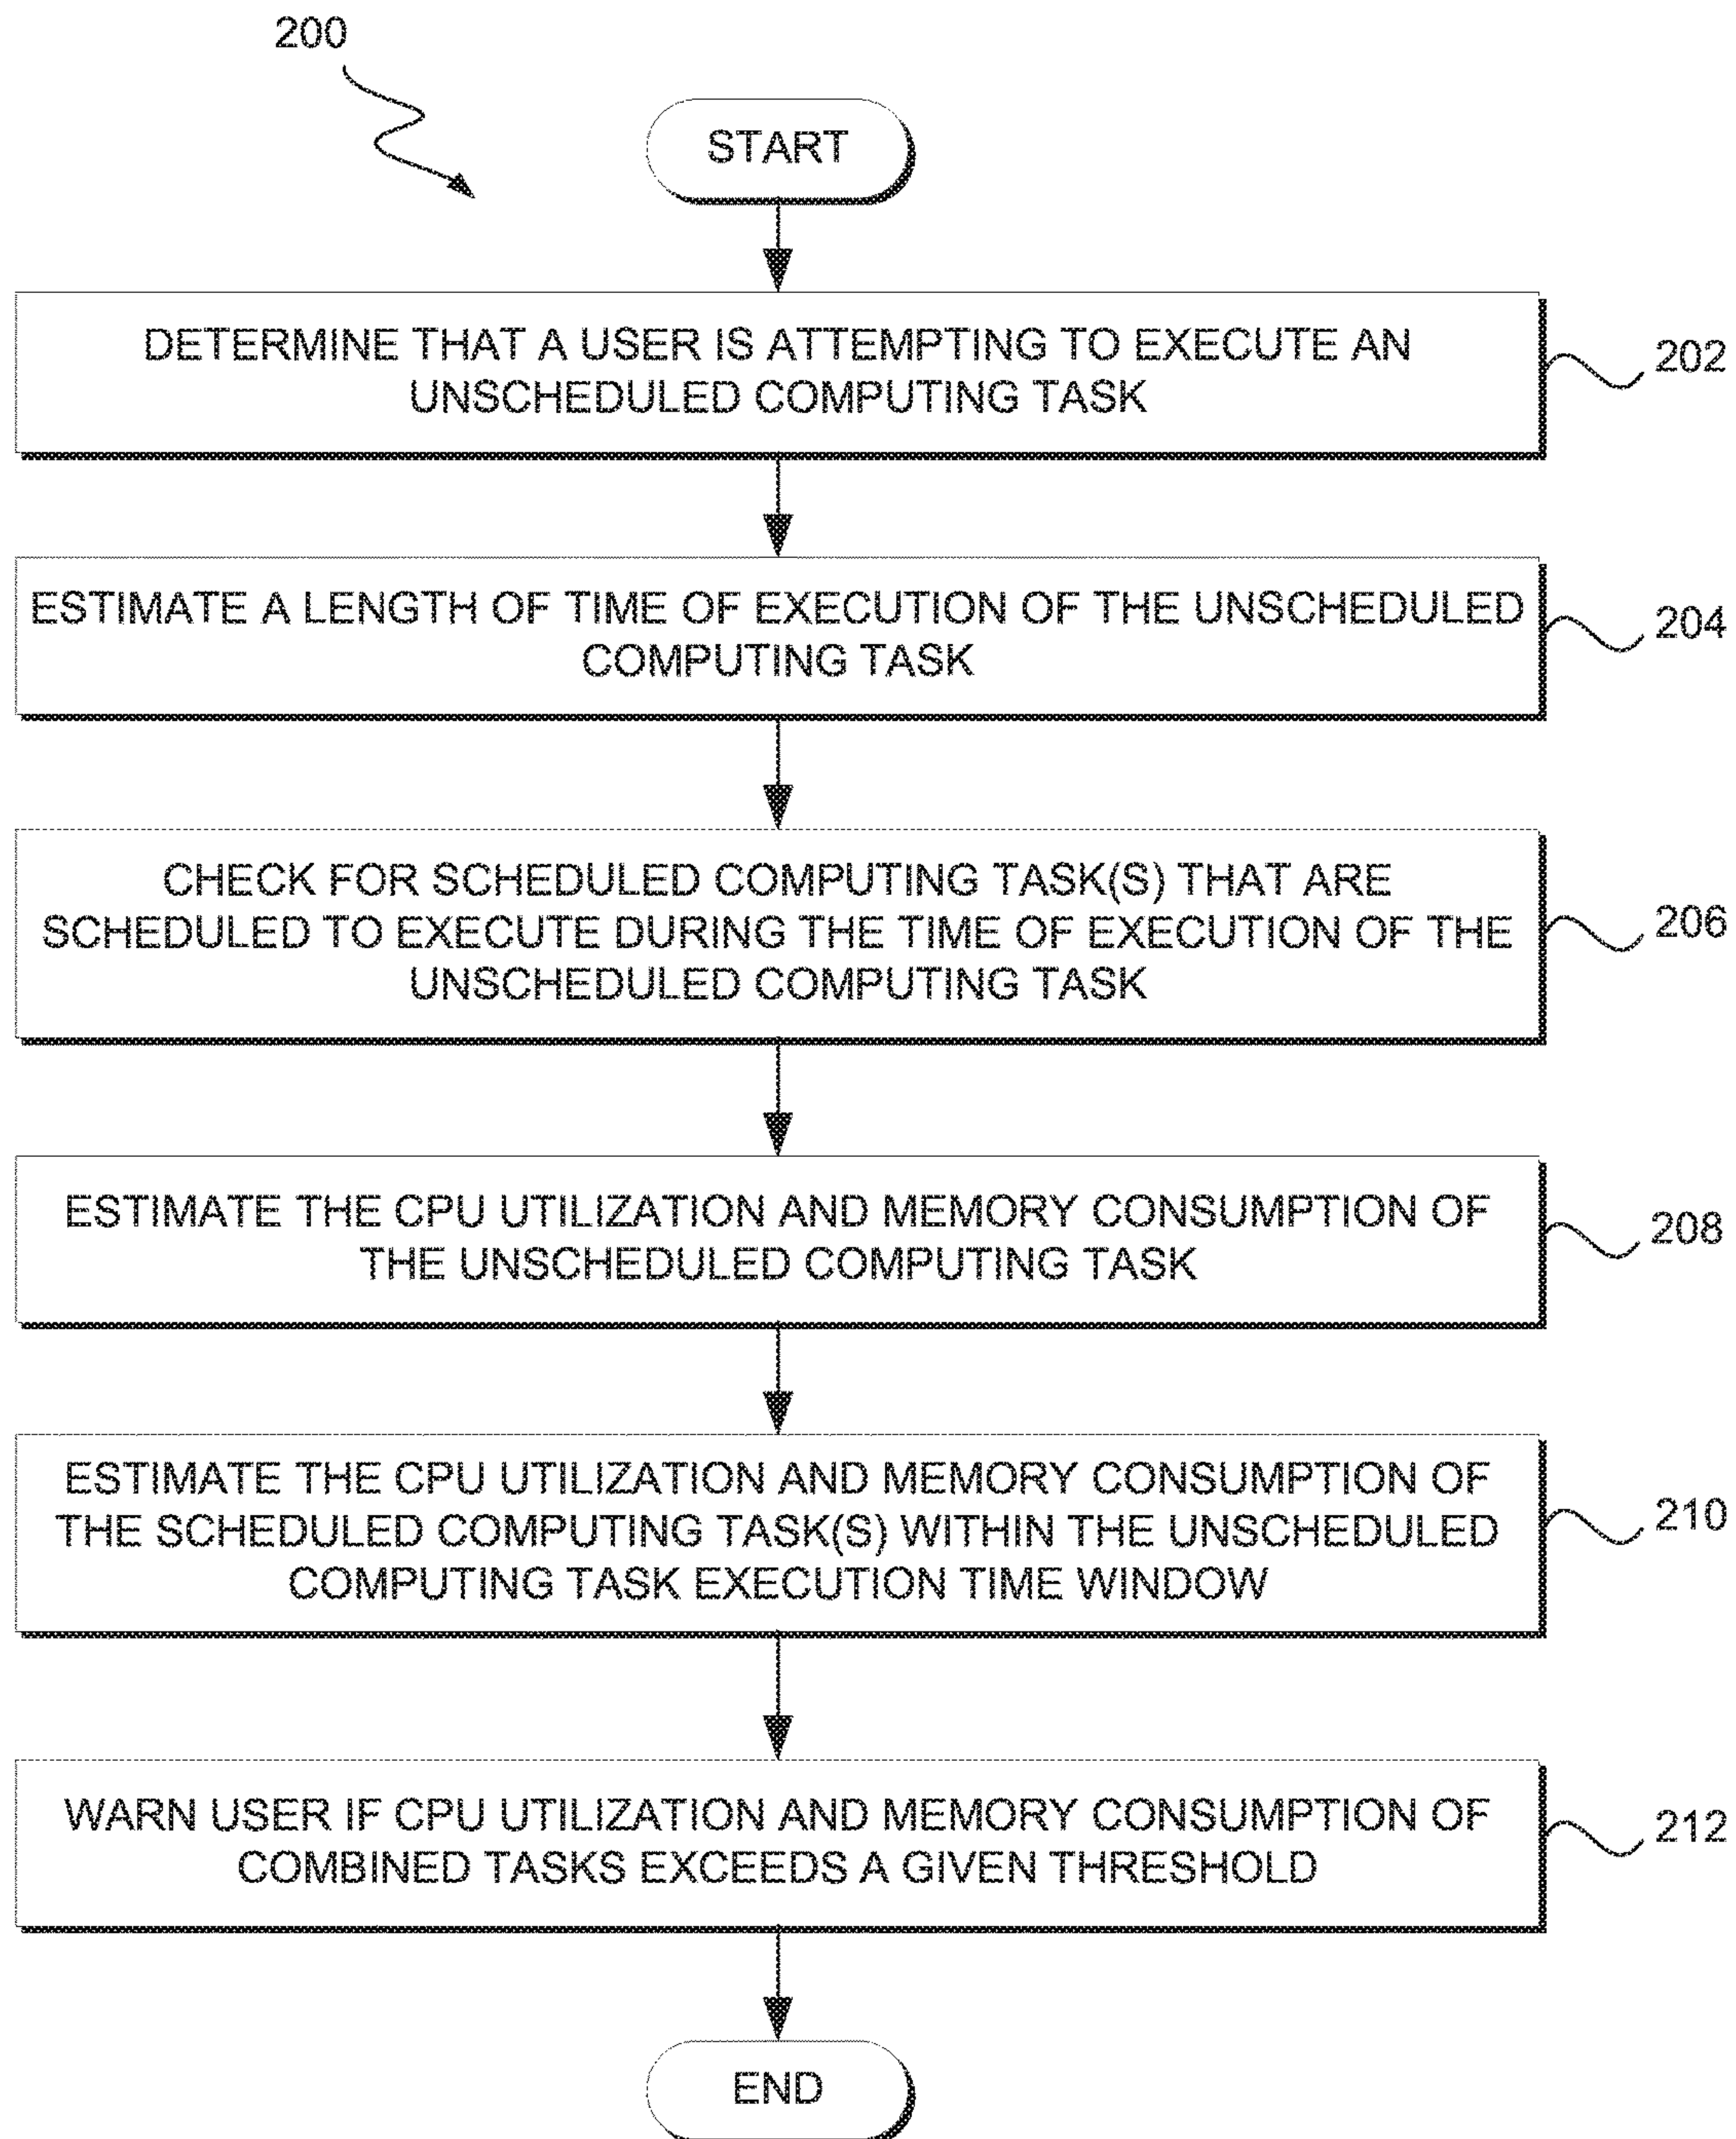 200
START
DETERMINE THAT A USER IS ATTEMPTING TO EXECUTE AN
UNSCHEDULED COMPUTING TASK
202
ESTIMATE A LENGTH OF TIME OF EXECUTION OF THE UNSCHEDULED
COMPUTING TASK
204
CHECK FOR SCHEDULED COMPUTING TASK(S) THAT ARE
SCHEDULED TO EXECUTE DURING THE TIME OF EXECUTION OF THE
UNSCHEDULED COMPUTING TASK
206
ESTIMATE THE CPU UTILIZATION AND MEMORY CONSUMPTION OF
THE UNSCHEDULED COMPUTING TASK
208
ESTIMATE THE CPU UTILIZATION AND MEMORY CONSUMPTION OF
THE SCHEDULED COMPUTING TASK(S) WITHIN THE UNSCHEDULED
COMPUTING TASK EXECUTION TIME WINDOW
210
WARN USER IF CPU UTILIZATION AND MEMORY CONSUMPTION OF
COMBINED TASKS EXCEEDS A GIVEN THRESHOLD
212
END